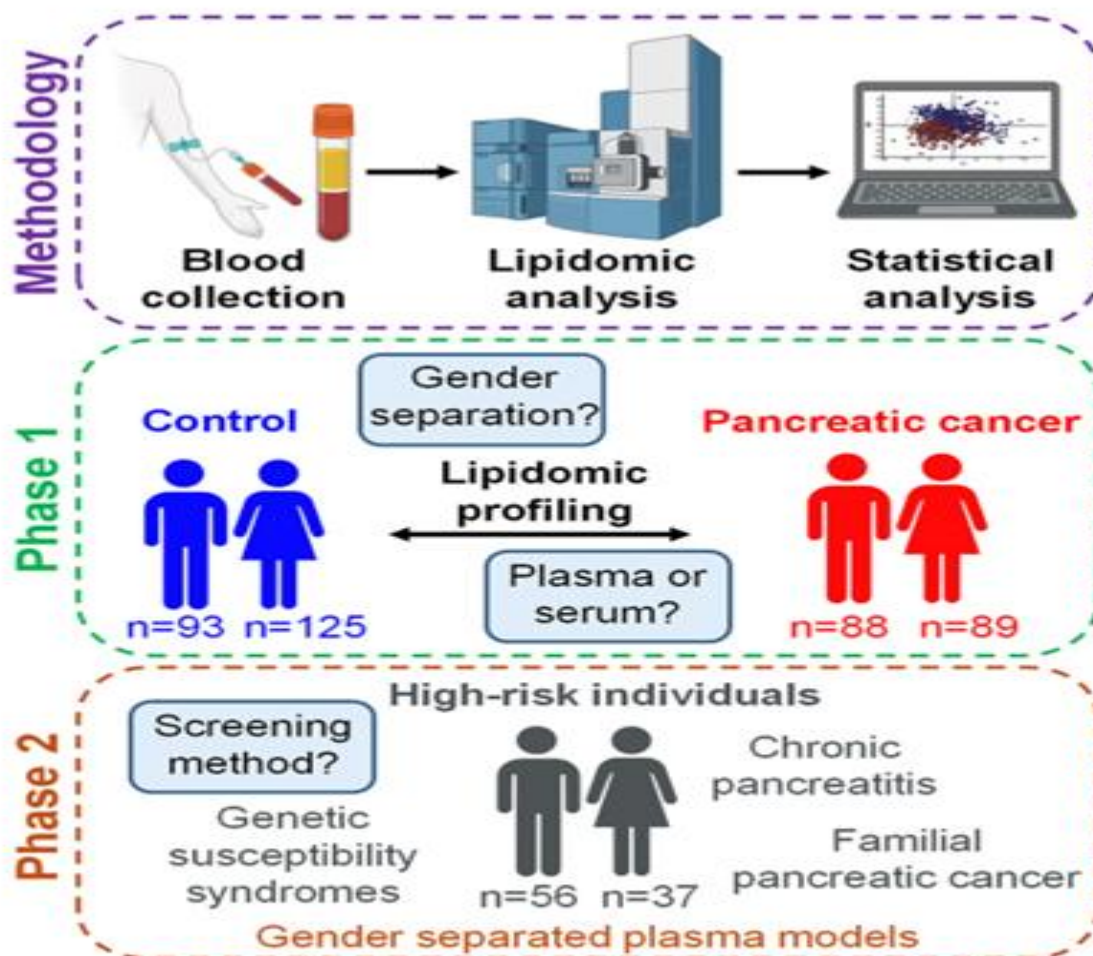 Methodology
Blood
collection
Lipidomic
analysis
Statistical
analysis
Phase 1
Gender
separation?
Control
Pancreatic cancer
Lipidomic
profiling
Plasma or
serum?
n=93 n=125
n=88 n=89
Phase 2
High-risk individuals
Screening
method?
Chronic
pancreatitis
Genetic
susceptibility
syndromes
Familial
pancreatic cancer
n=56 n=37
Gender separated plasma models